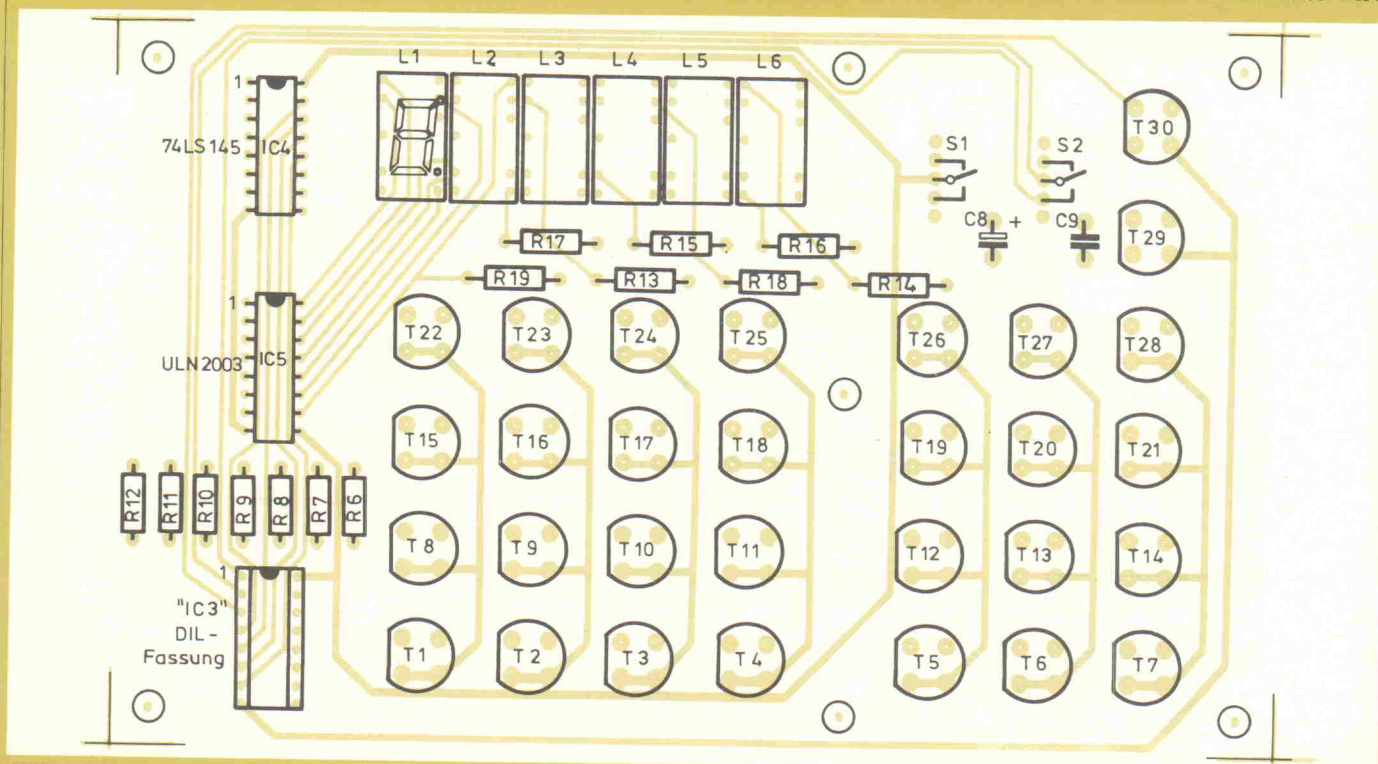 L1 L2 L3 L4 L5 L6
1
74LS145 IC4
T30
S1 S2
C8 + C9
T29
R17 R15 R16
R19 R13 R18 R14
1
ULN2003 IC5
T22 T23 T24 T25 T26 T27 T28
T15 T16 T17 T18 T19 T20 T21
R12 R11 R10 R9 R8 R7 R6
T8 T9 T10 T11 T12 T13 T14
1
"IC3"
DIL-
Fassung
T1 T2 T3 T4 T5 T6 T7